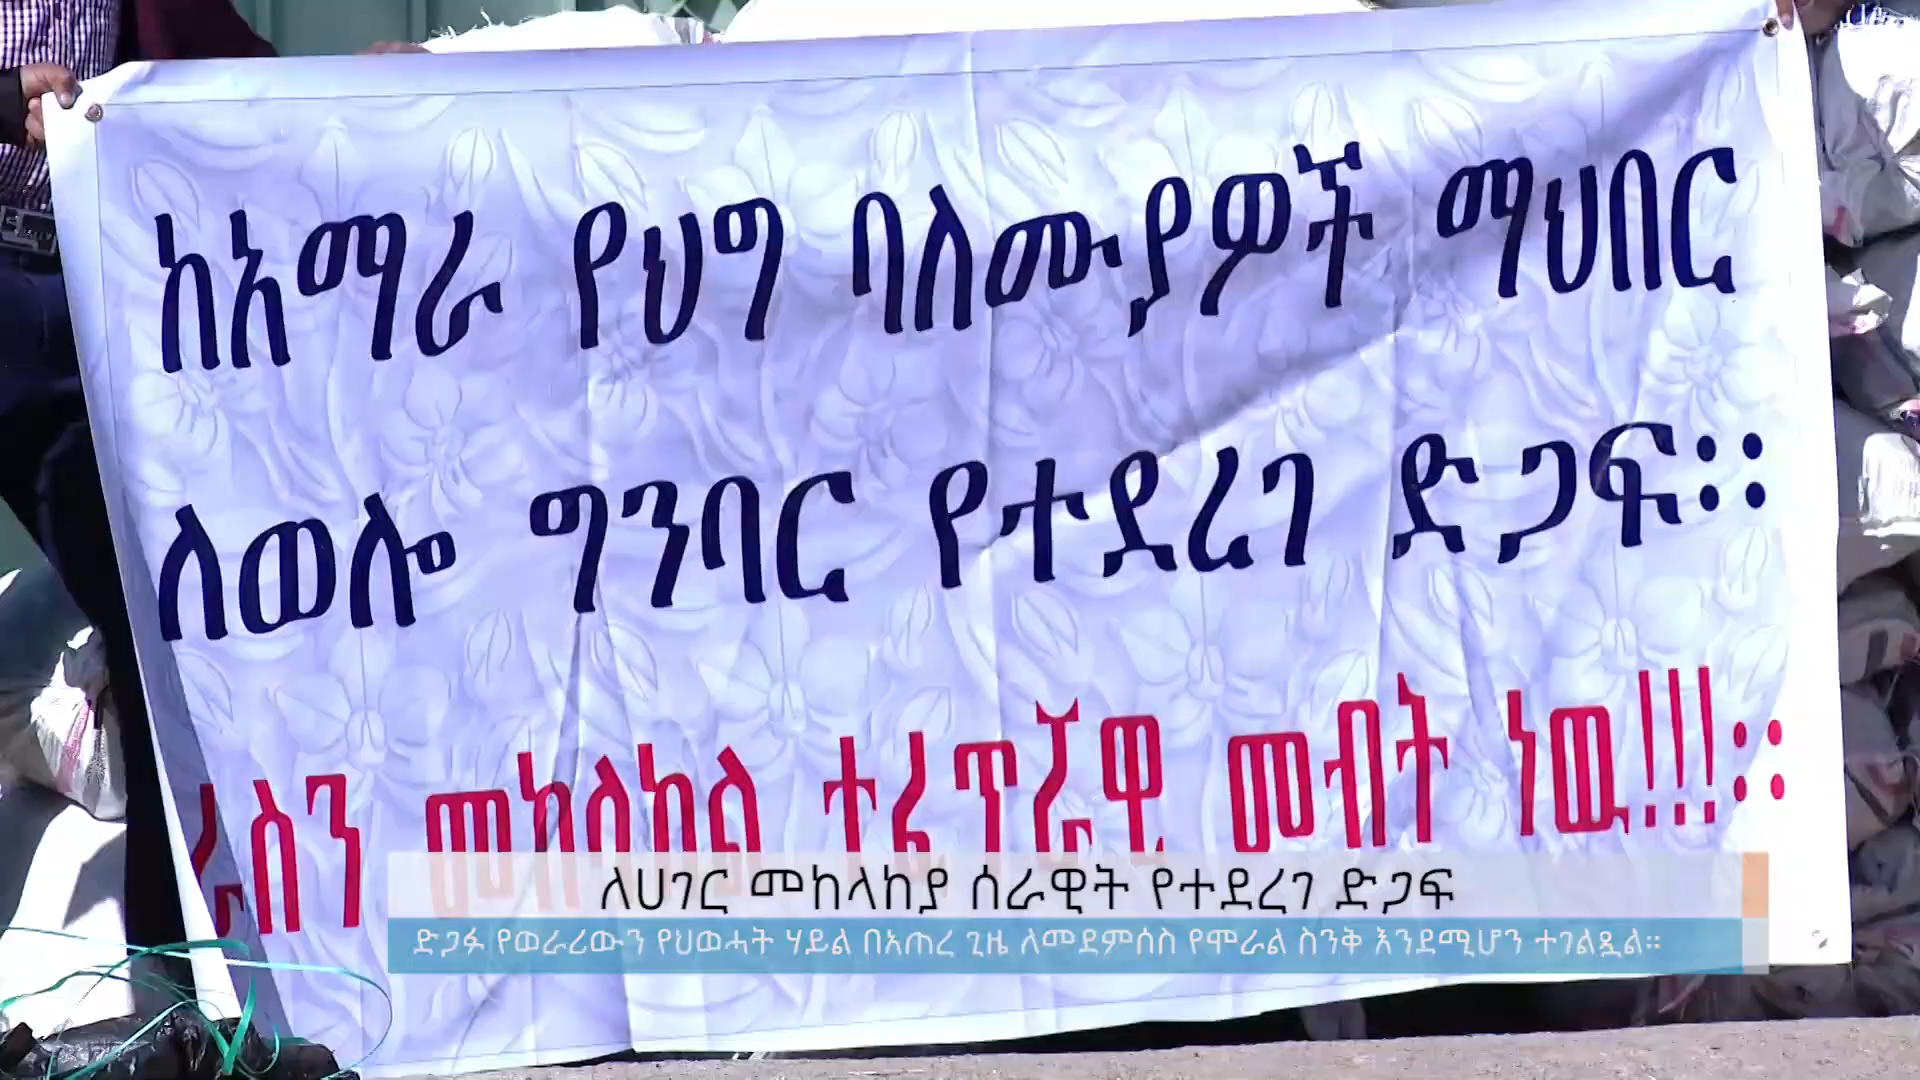 ከአማራ የህግ ባለሙያዎች ማህበር
ለወሎ ግንባር የተደረገ ድጋፍ፡፡
ራስን መከላከል ተፈጥሯዊ መብት ነዉ!!!፡፡
ለሀገር መከላከያ ሰራዊት የተደረገ ድጋፍ
ድጋፉ የወራሪውን የህወሓት ሃይል በአጠረ ጊዜ ለመደምሰስ የሞራል ስንቅ እንደሚሆን ተገልጿል።